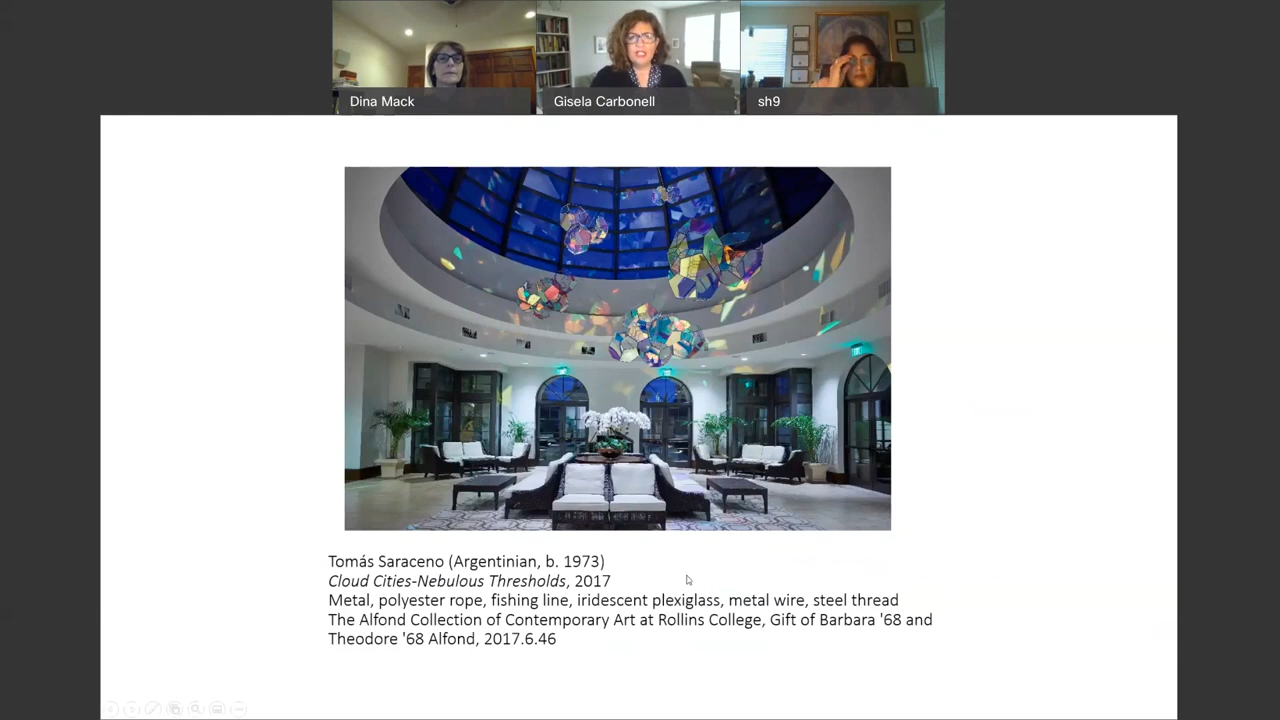 Dina Mack
Gisela Carbonell
sh9
Tomás Saraceno (Argentinian, b. 1973)
Cloud Cities-Nebulous Thresholds, 2017
Metal, polyester rope, fishing line, iridescent plexiglass, metal wire, steel thread
The Alfond Collection of Contemporary Art at Rollins College, Gift of Barbara '68 and
Theodore '68 Alfond, 2017.6.46